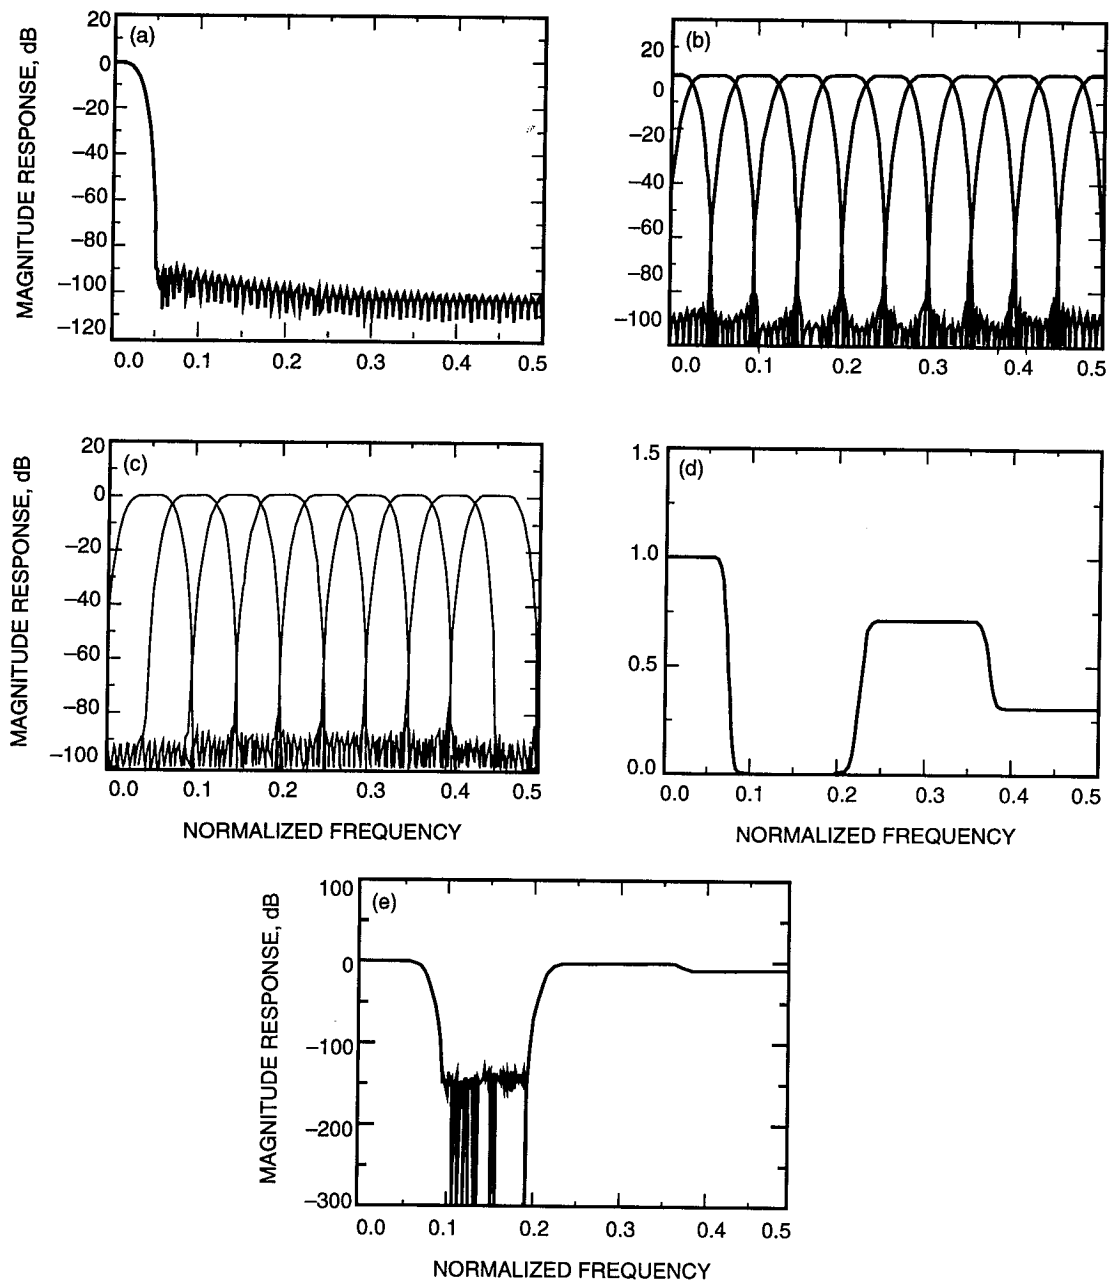 (a)
MAGNITUDE RESPONSE, dB
20
0
−20
−40
−60
−80
−100
−120
0.0 0.1 0.2 0.3 0.4 0.5
(b)
20
0
−20
−40
−60
−80
−100
0.0 0.1 0.2 0.3 0.4 0.5
(c)
MAGNITUDE RESPONSE, dB
20
0
−20
−40
−60
−80
−100
0.0 0.1 0.2 0.3 0.4 0.5
NORMALIZED FREQUENCY
(d)
1.5
1.0
0.5
0.0
0.0 0.1 0.2 0.3 0.4 0.5
NORMALIZED FREQUENCY
(e)
MAGNITUDE RESPONSE, dB
100
0
−100
−200
−300
0.0 0.1 0.2 0.3 0.4 0.5
NORMALIZED FREQUENCY